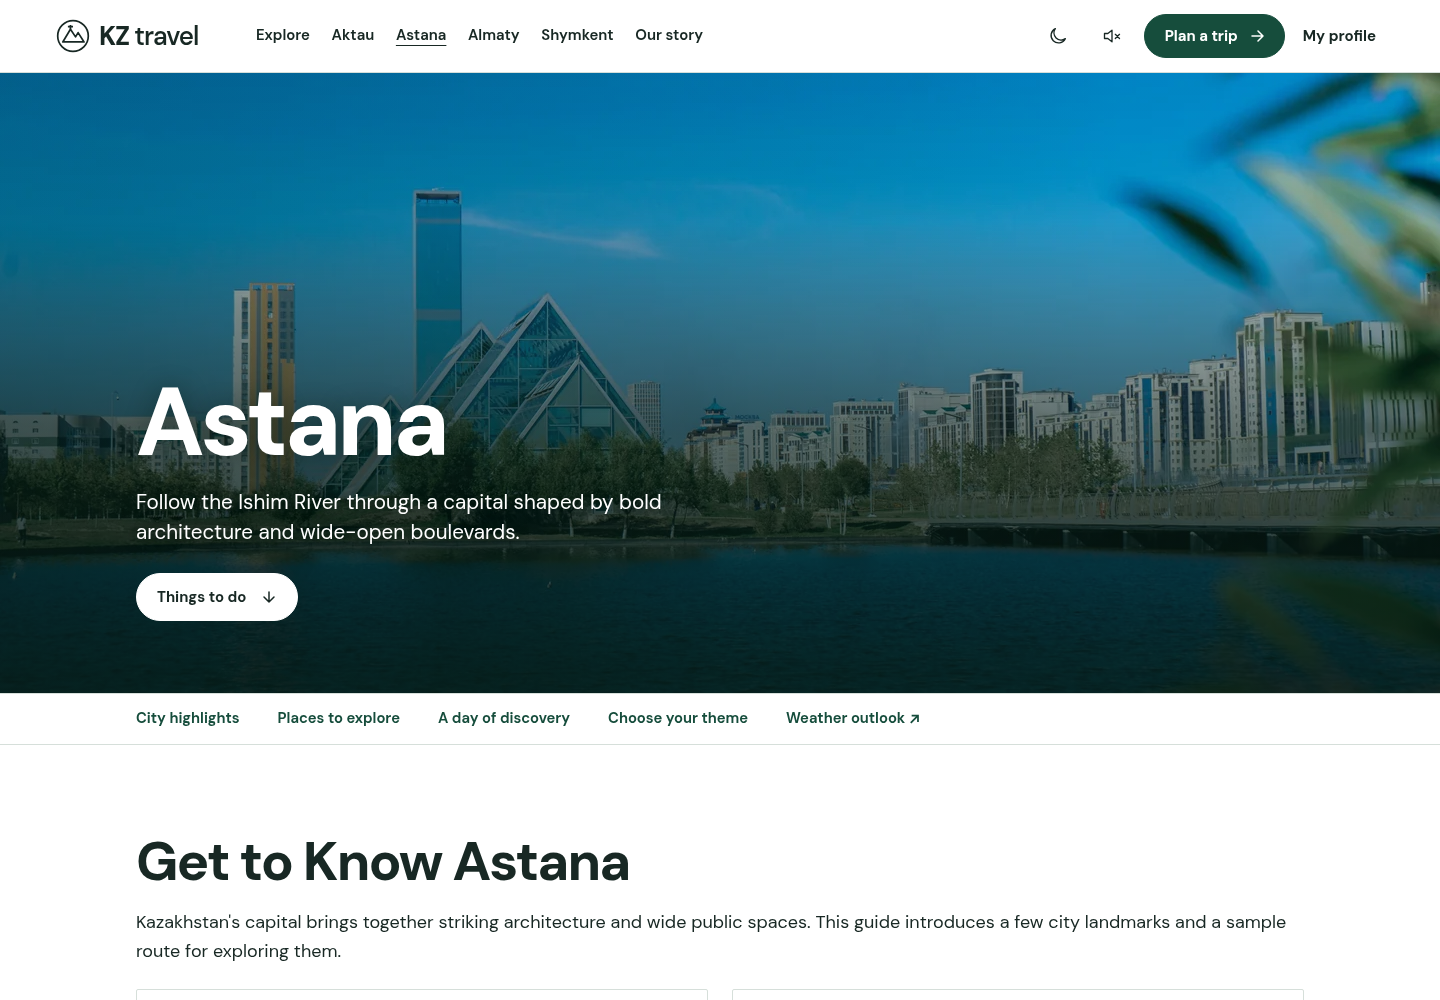 KZ travel
Explore
Aktau
Astana
Almaty
Shymkent
Our story
Plan a trip
My profile
Astana
Follow the Ishim River through a capital shaped by bold
architecture and wide-open boulevards.
Things to do
City highlights
Places to explore
A day of discovery
Choose your theme
Weather outlook
Get to Know Astana
Kazakhstan's capital brings together striking architecture and wide public spaces. This guide introduces a few city landmarks and a sample
route for exploring them.